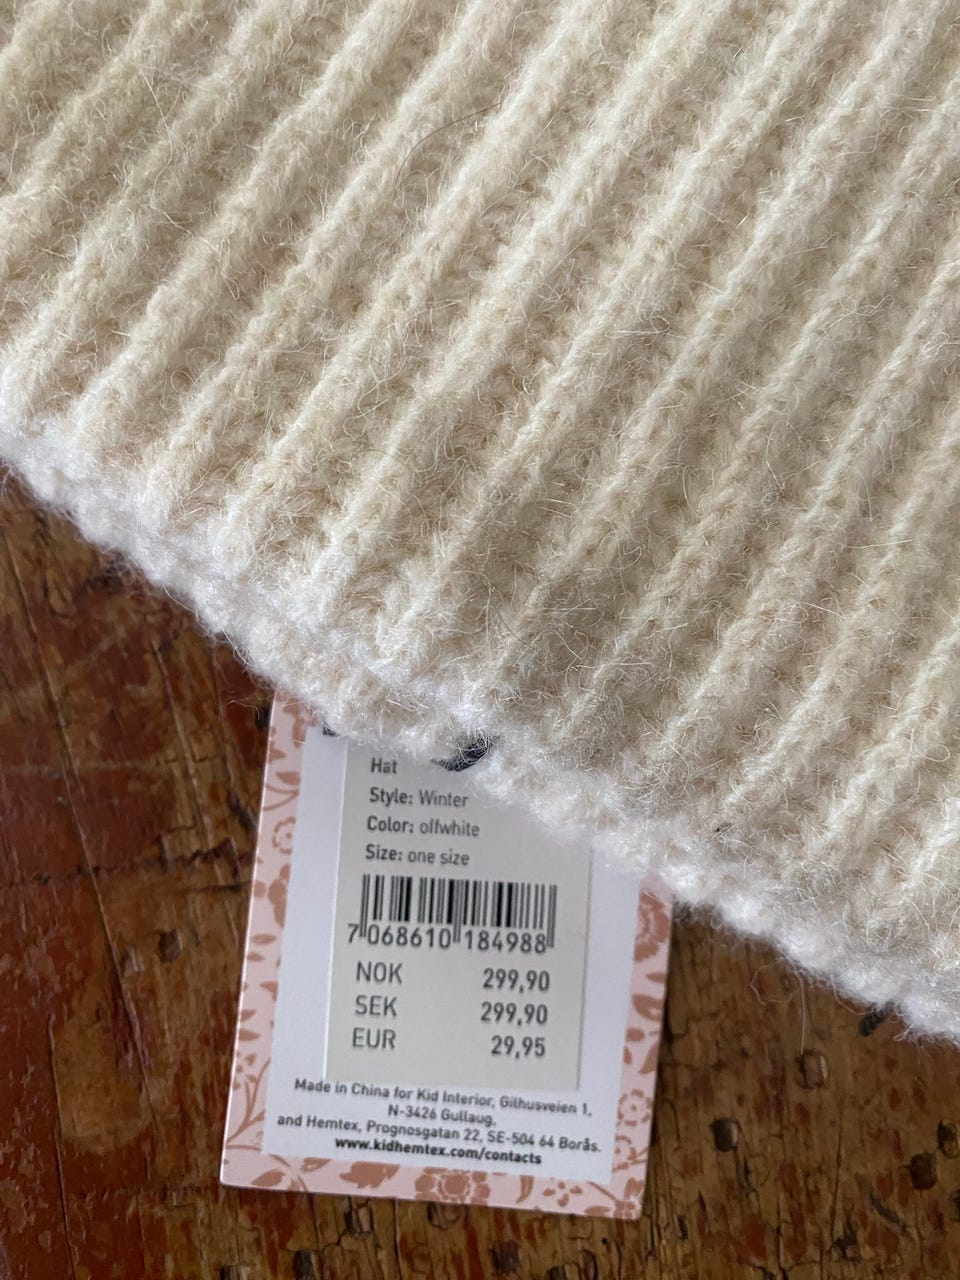 Hat
Style: Winter
Color: offwhite
Size: one size
7 068610 184988
NOK 299,90
SEK 299,90
EUR 29,95
Made in China for Kid Interior, Gilhusveien 1,
N-3426 Gullaug,
and Hemtex, Prognosgatan 22, SE-504 64 Borås.
www.kidhemtex.com/contacts